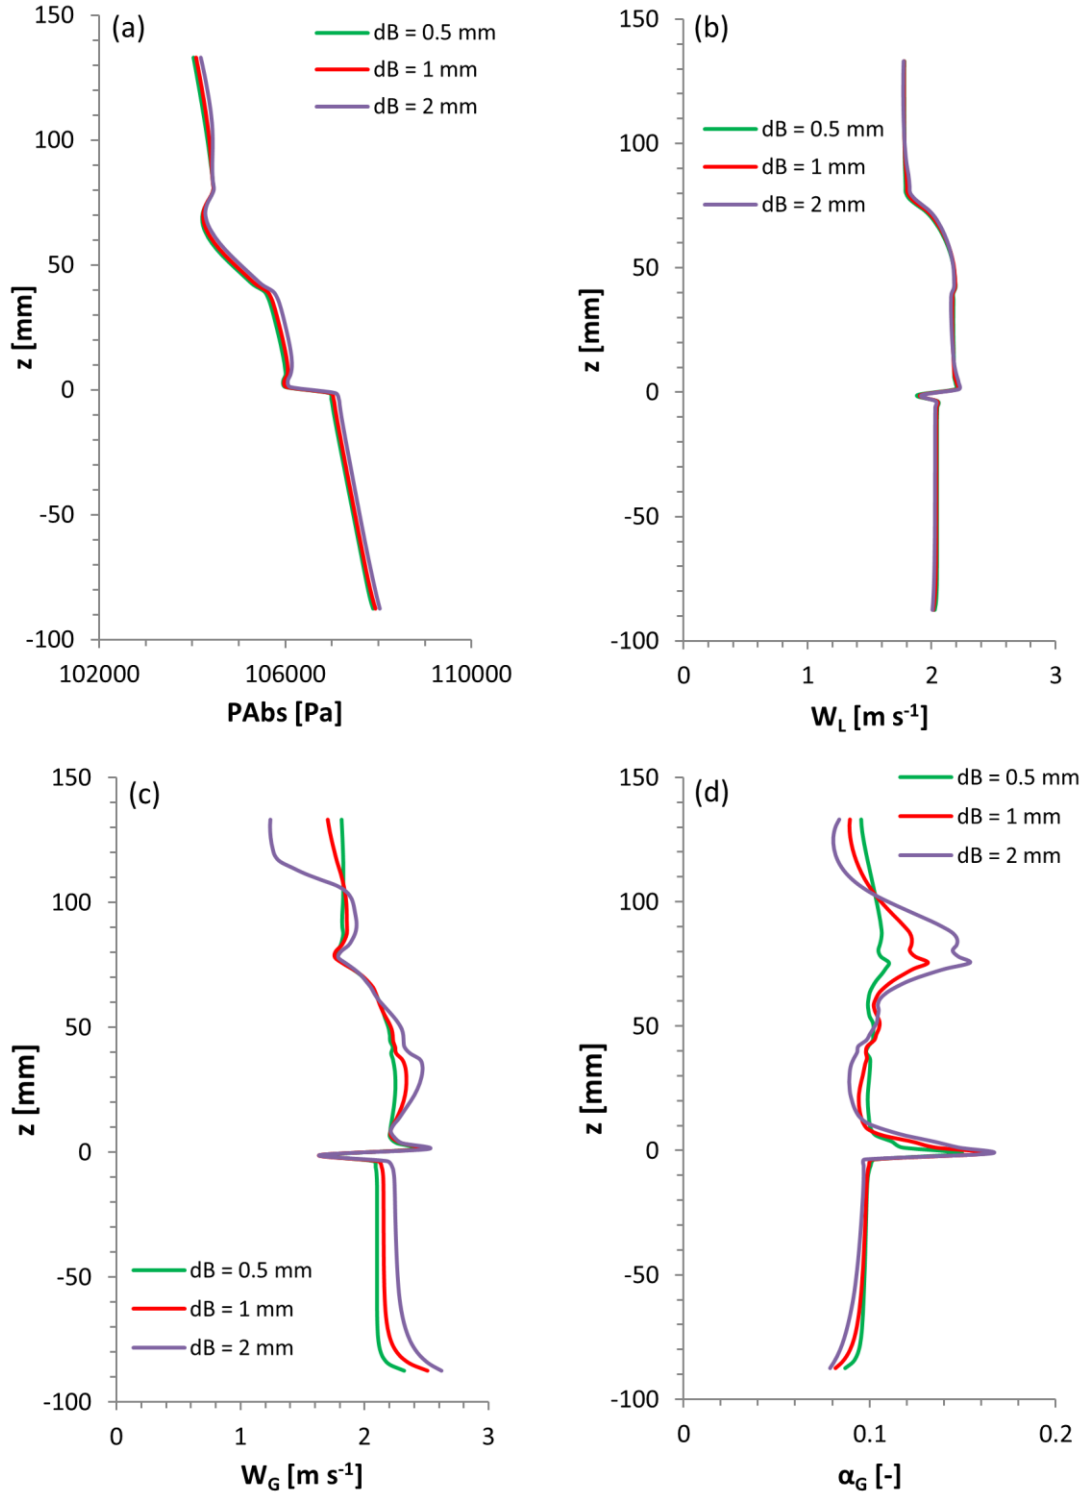 (a)
dB = 0.5 mm
dB = 1 mm
dB = 2 mm
150
100
50
0
-50
-100
z [mm]
102000 106000 110000
PAbs [Pa]
(b)
dB = 0.5 mm
dB = 1 mm
dB = 2 mm
150
100
50
0
-50
-100
z [mm]
0 1 2 3
W_L [m s⁻¹]
(c)
150
100
50
0
-50
-100
z [mm]
dB = 0.5 mm
dB = 1 mm
dB = 2 mm
0 1 2 3
W_G [m s⁻¹]
(d)
dB = 0.5 mm
dB = 1 mm
dB = 2 mm
150
100
50
0
-50
-100
z [mm]
0 0.1 0.2
α_G [-]